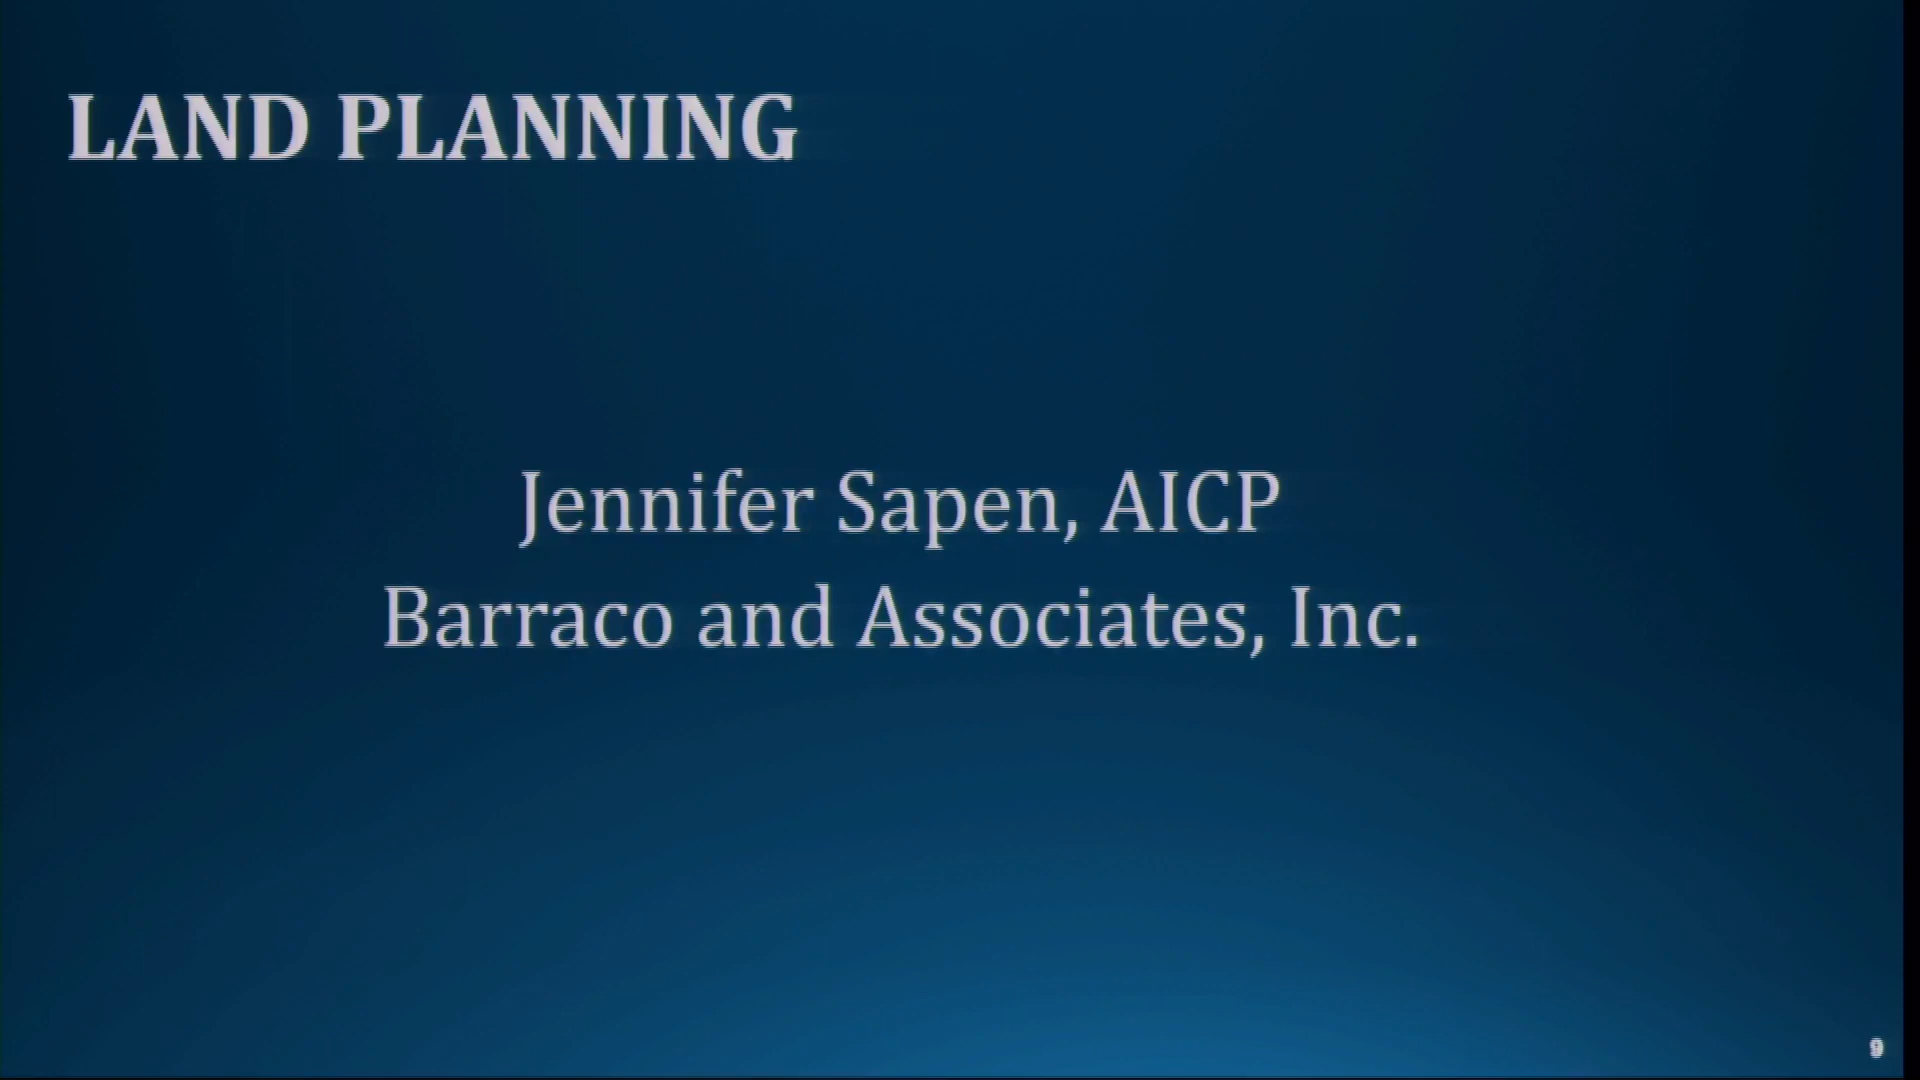 LAND PLANNING
Jennifer Sapen, AICP
Barraco and Associates, Inc.
9